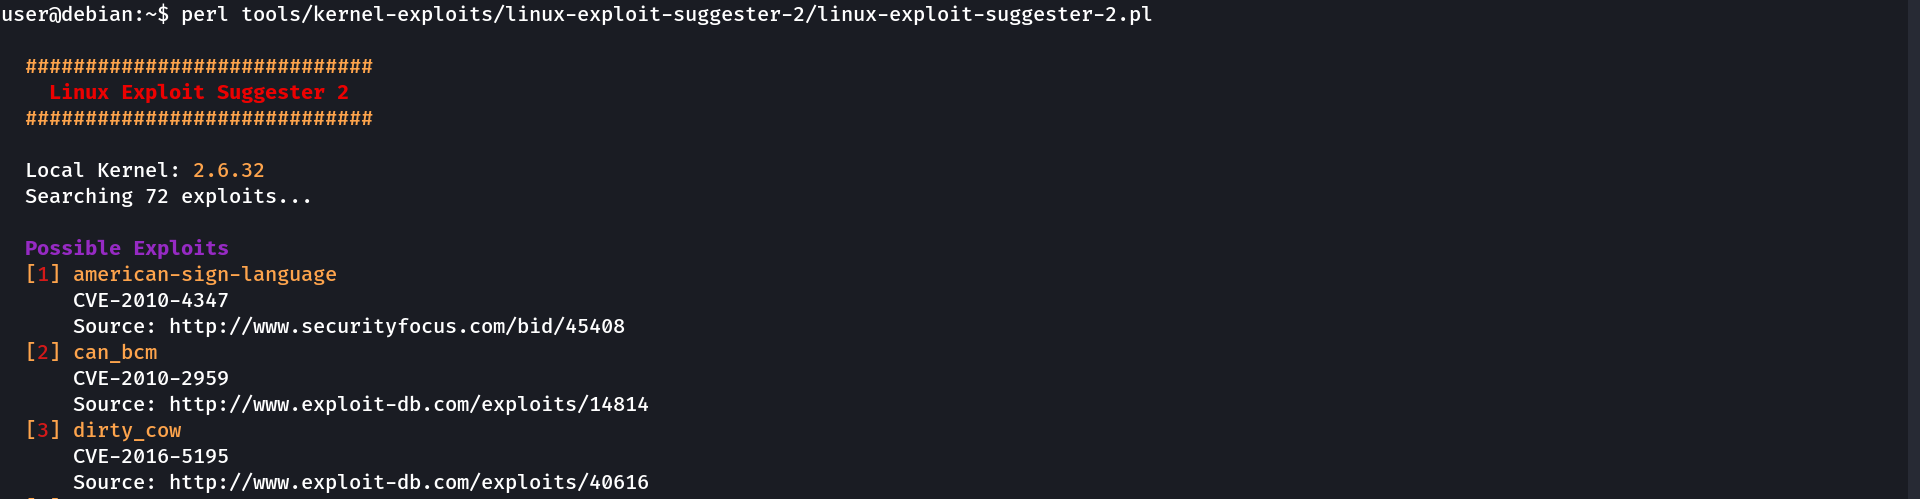 user@debian:~$ perl tools/kernel-exploits/linux-exploit-suggester-2/linux-exploit-suggester-2.pl
#############################
Linux Exploit Suggester 2
#############################
Local Kernel: 2.6.32
Searching 72 exploits...
Possible Exploits
[1] american-sign-language
CVE-2010-4347
Source: http://www.securityfocus.com/bid/45408
[2] can_bcm
CVE-2010-2959
Source: http://www.exploit-db.com/exploits/14814
[3] dirty_cow
CVE-2016-5195
Source: http://www.exploit-db.com/exploits/40616